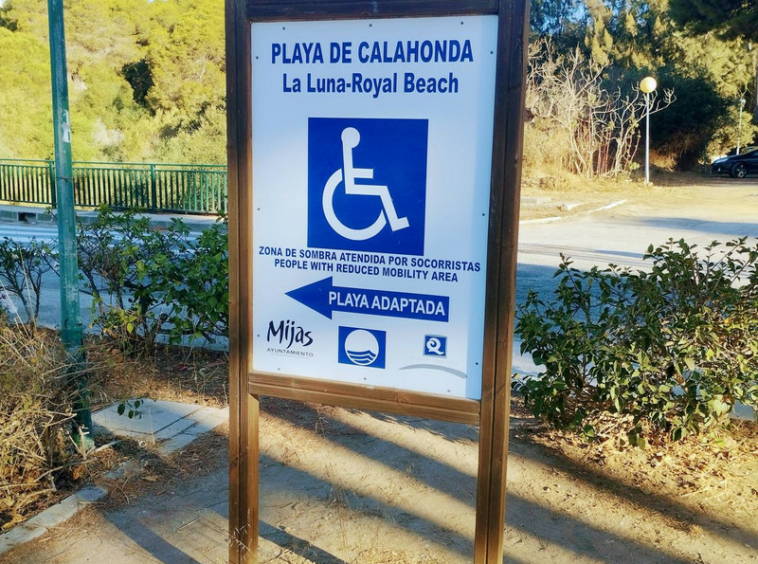 PLAYA DE CALAHONDA
La Luna-Royal Beach
ZONA DE SOMBRA ATENDIDA POR SOCORRISTAS
PEOPLE WITH REDUCED MOBILITY AREA
PLAYA ADAPTADA
Mijas
AYUNTAMIENTO
Q